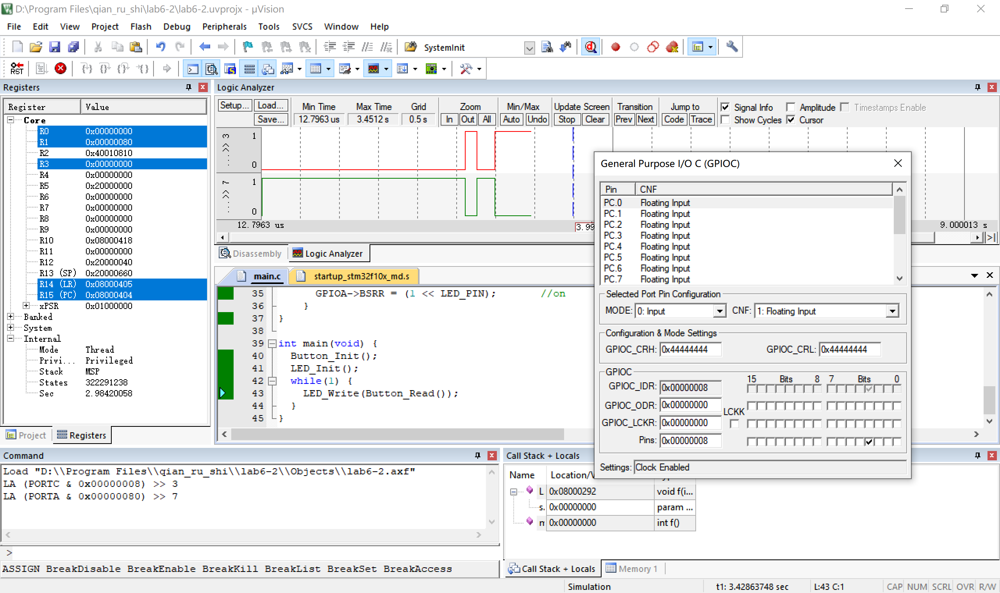 D:\Program Files\qian_ru_shi\lab6-2\lab6-2.uvprojx - µVision
File Edit View Project Flash Debug Peripherals Tools SVCS Window Help
SystemInit
RST
Registers
Register Value
Core
R0 0x00000000
R1 0x00000080
R2 0x40010810
R3 0x00000000
R4 0x00000000
R5 0x20000000
R6 0x00000000
R7 0x00000000
R8 0x00000000
R9 0x00000000
R10 0x08000418
R11 0x00000000
R12 0x20000040
R13 (SP) 0x20000660
R14 (LR) 0x08000405
R15 (PC) 0x08000404
xPSR 0x01000000
Banked
System
Internal
Mode Thread
Privi... Privileged
Stack MSP
States 322291238
Sec 2.98420058
Project Registers
Logic Analyzer
Setup... Load... Min Time Max Time Grid Zoom Min/Max Update Screen Transition Jump to Signal Info Amplitude Timestamps Enable
Save... 12.7963 us 3.4512 s 0.5 s In Out All Auto Undo Stop Clear Prev Next Code Trace Show Cycles Cursor
...>> 3
1
0
...>> 7
1
0
12.7963 us 3.99 9.000013 s
Disassembly Logic Analyzer
main.c startup_stm32f10x_md.s
35 GPIOA->BSRR = (1 << LED_PIN); //on
36 }
37 }
38
39 int main(void) {
40 Button_Init();
41 LED_Init();
42 while(1) {
43 LED_Write(Button_Read());
44 }
45 }
General Purpose I/O C (GPIOC)
Pin CNF
PC.0 Floating Input
PC.1 Floating Input
PC.2 Floating Input
PC.3 Floating Input
PC.4 Floating Input
PC.5 Floating Input
PC.6 Floating Input
PC.7 Floating Input
Selected Port Pin Configuration
MODE: 0: Input CNF: 1: Floating Input
Configuration & Mode Settings
GPIOC_CRH: 0x44444444 GPIOC_CRL: 0x44444444
GPIOC
15 Bits 8 7 Bits 0
GPIOC_IDR: 0x00000008
GPIOC_ODR: 0x00000000
LCKK
GPIOC_LCKR: 0x00000000
Pins: 0x00000008
Settings: Clock Enabled
Command
Load "D:\\Program Files\\qian_ru_shi\\lab6-2\\Objects\\lab6-2.axf"
LA (PORTC & 0x00000008) >> 3
LA (PORTA & 0x00000080) >> 7
>
ASSIGN BreakDisable BreakEnable BreakKill BreakList BreakSet BreakAccess
Call Stack + Locals
Name Location/
L 0x08000292 void f(i...
s. 0x00000000 param ...
0x00000000 int f()
Call Stack + Locals Memory 1
Simulation t1: 3.42863748 sec L:43 C:1 CAP NUM SCRL OVR R/W